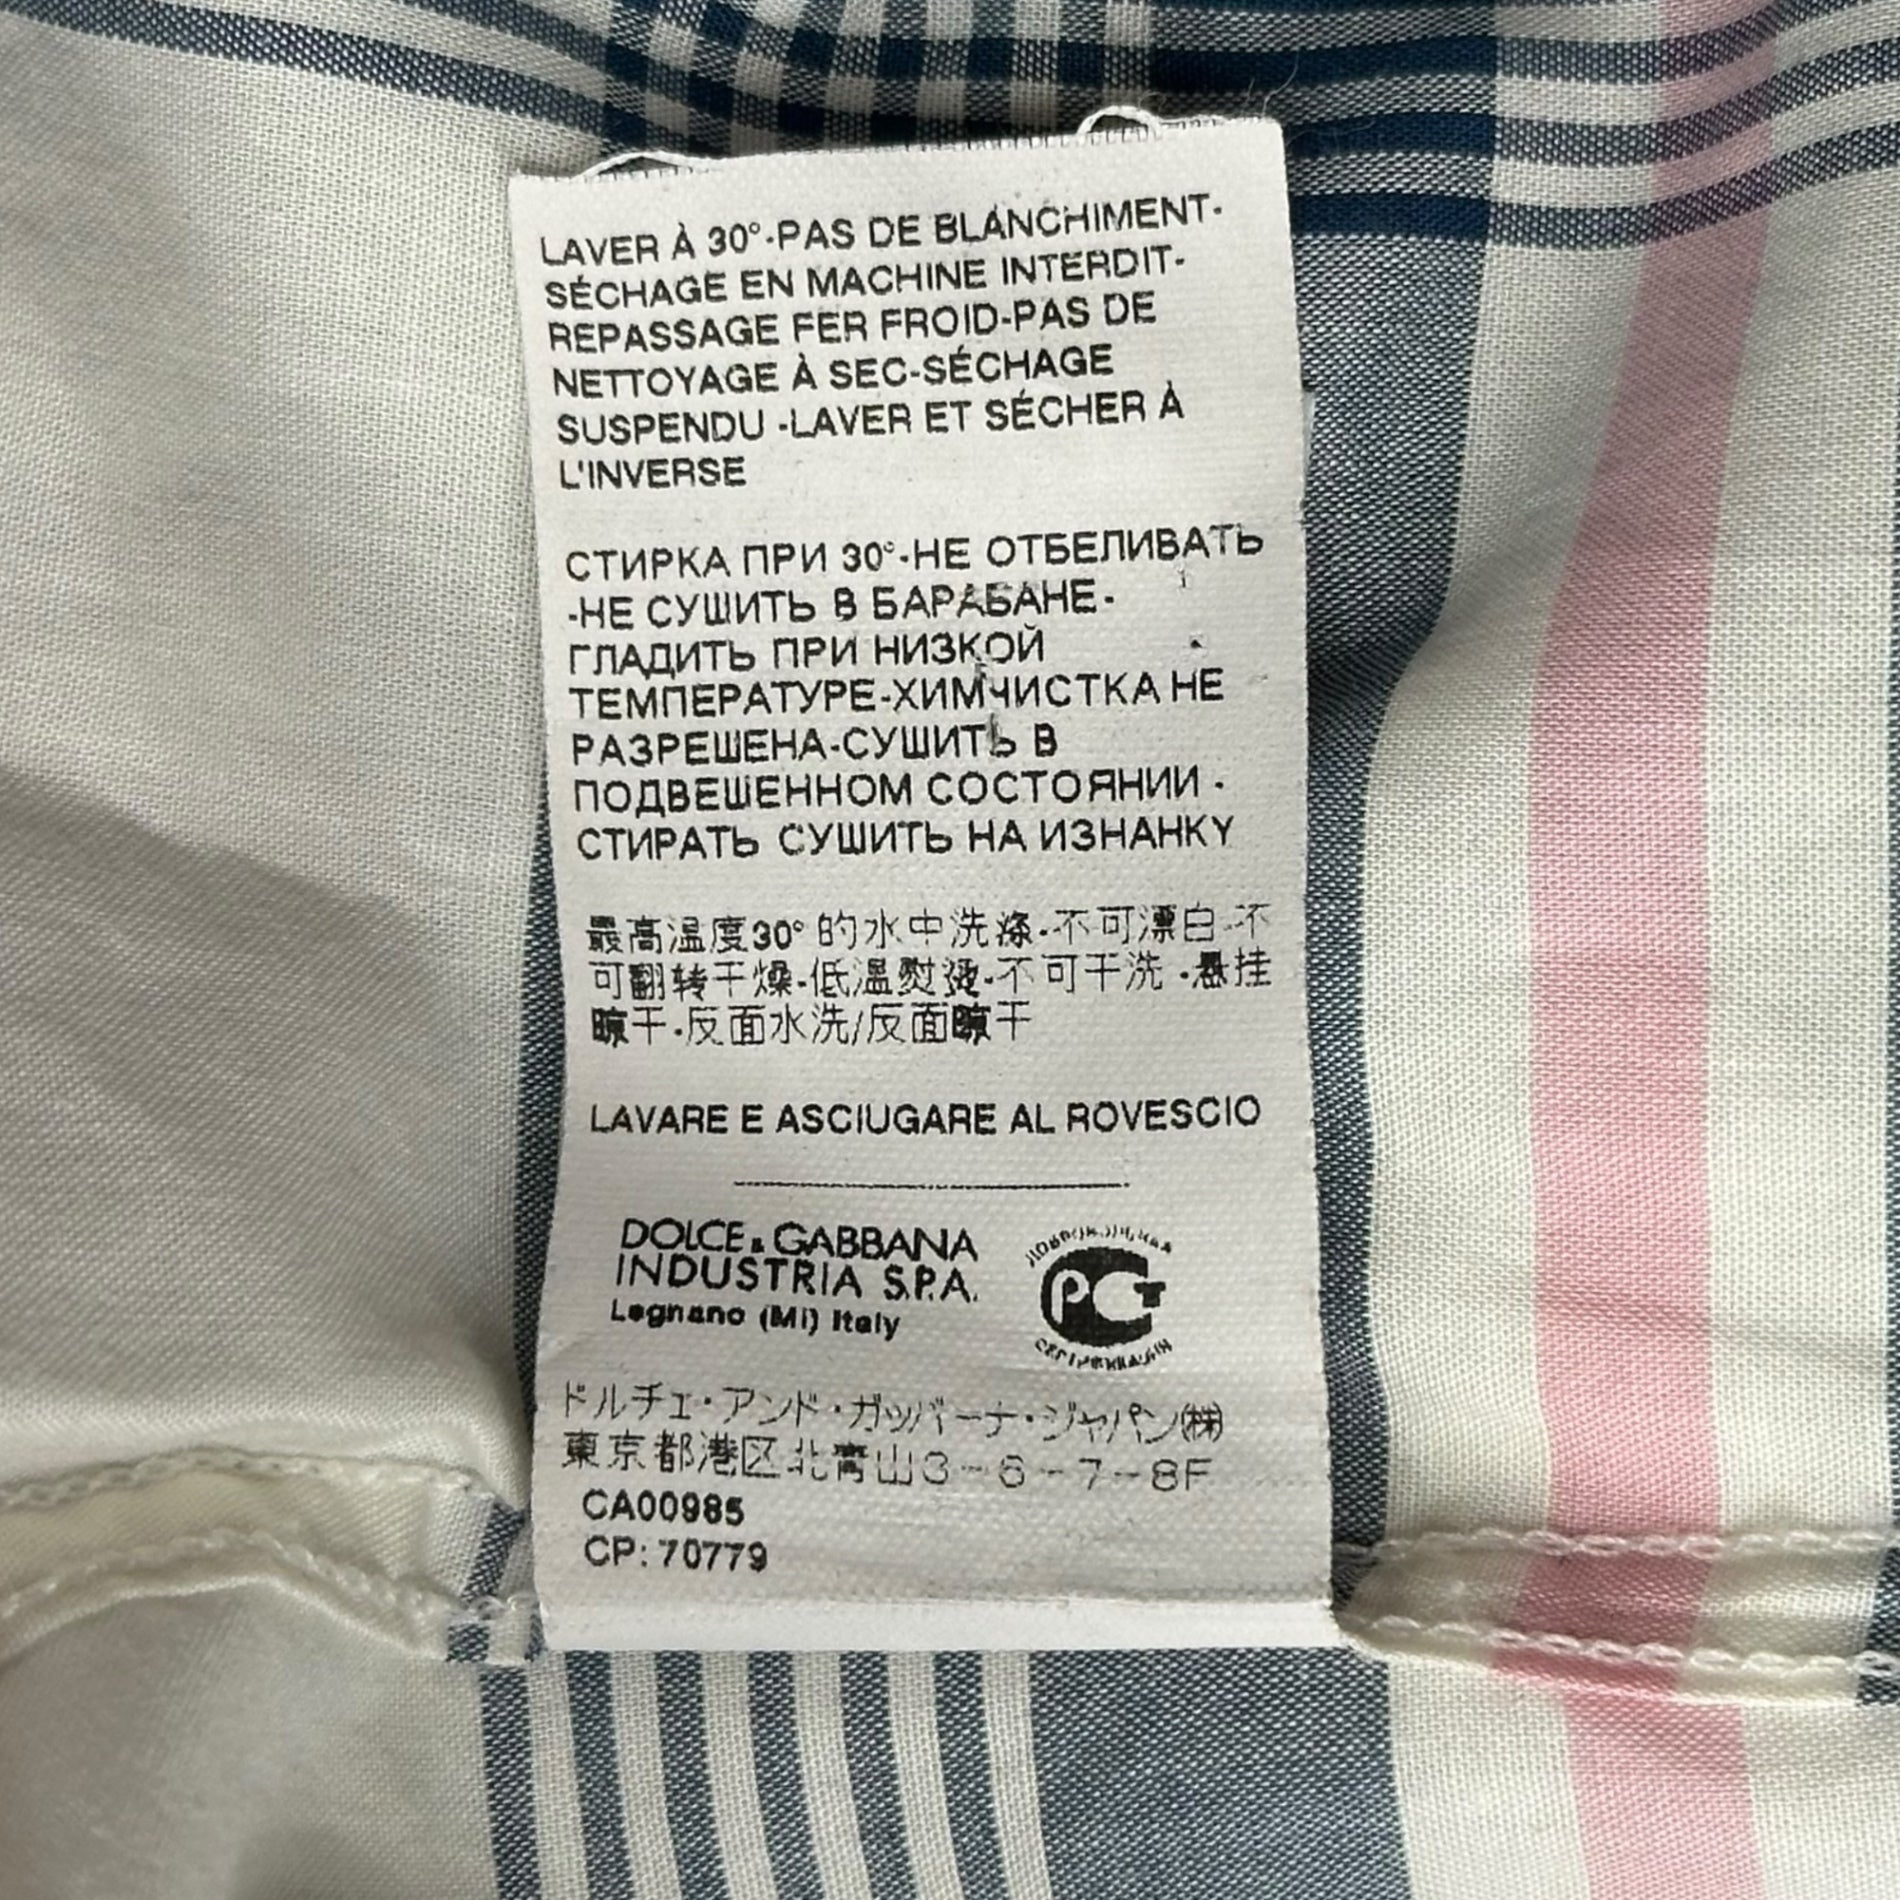 LAVER À 30°-PAS DE BLANCHIMENT-
SÉCHAGE EN MACHINE INTERDIT-
REPASSAGE FER FROID-PAS DE
NETTOYAGE À SEC-SÉCHAGE
SUSPENDU -LAVER ET SÉCHER À
L'INVERSE
СТИРКА ПРИ 30°-НЕ ОТБЕЛИВАТЬ
-НЕ СУШИТЬ В БАРАБАНЕ-
ГЛАДИТЬ ПРИ НИЗКОЙ
ТЕМПЕРАТУРЕ-ХИМЧИСТКА НЕ
РАЗРЕШЕНА-СУШИТЬ В
ПОДВЕШЕННОМ СОСТОЯНИИ -
СТИРАТЬ СУШИТЬ НА ИЗНАНКУ
最高温度30°的水中洗滌-不可漂白-不
可翻转干燥-低温熨烫-不可干洗-悬挂
晾干-反面水洗/反面晾干
LAVARE E ASCIUGARE AL ROVESCIO
DOLCE & GABBANA
INDUSTRIA S.P.A.
Legnano (MI) Italy
РСТ
ドルチェ・アンド・ガッバーナ・ジャパン(株)
東京都港区北青山3-6-7-8F
CA00985
CP: 70779